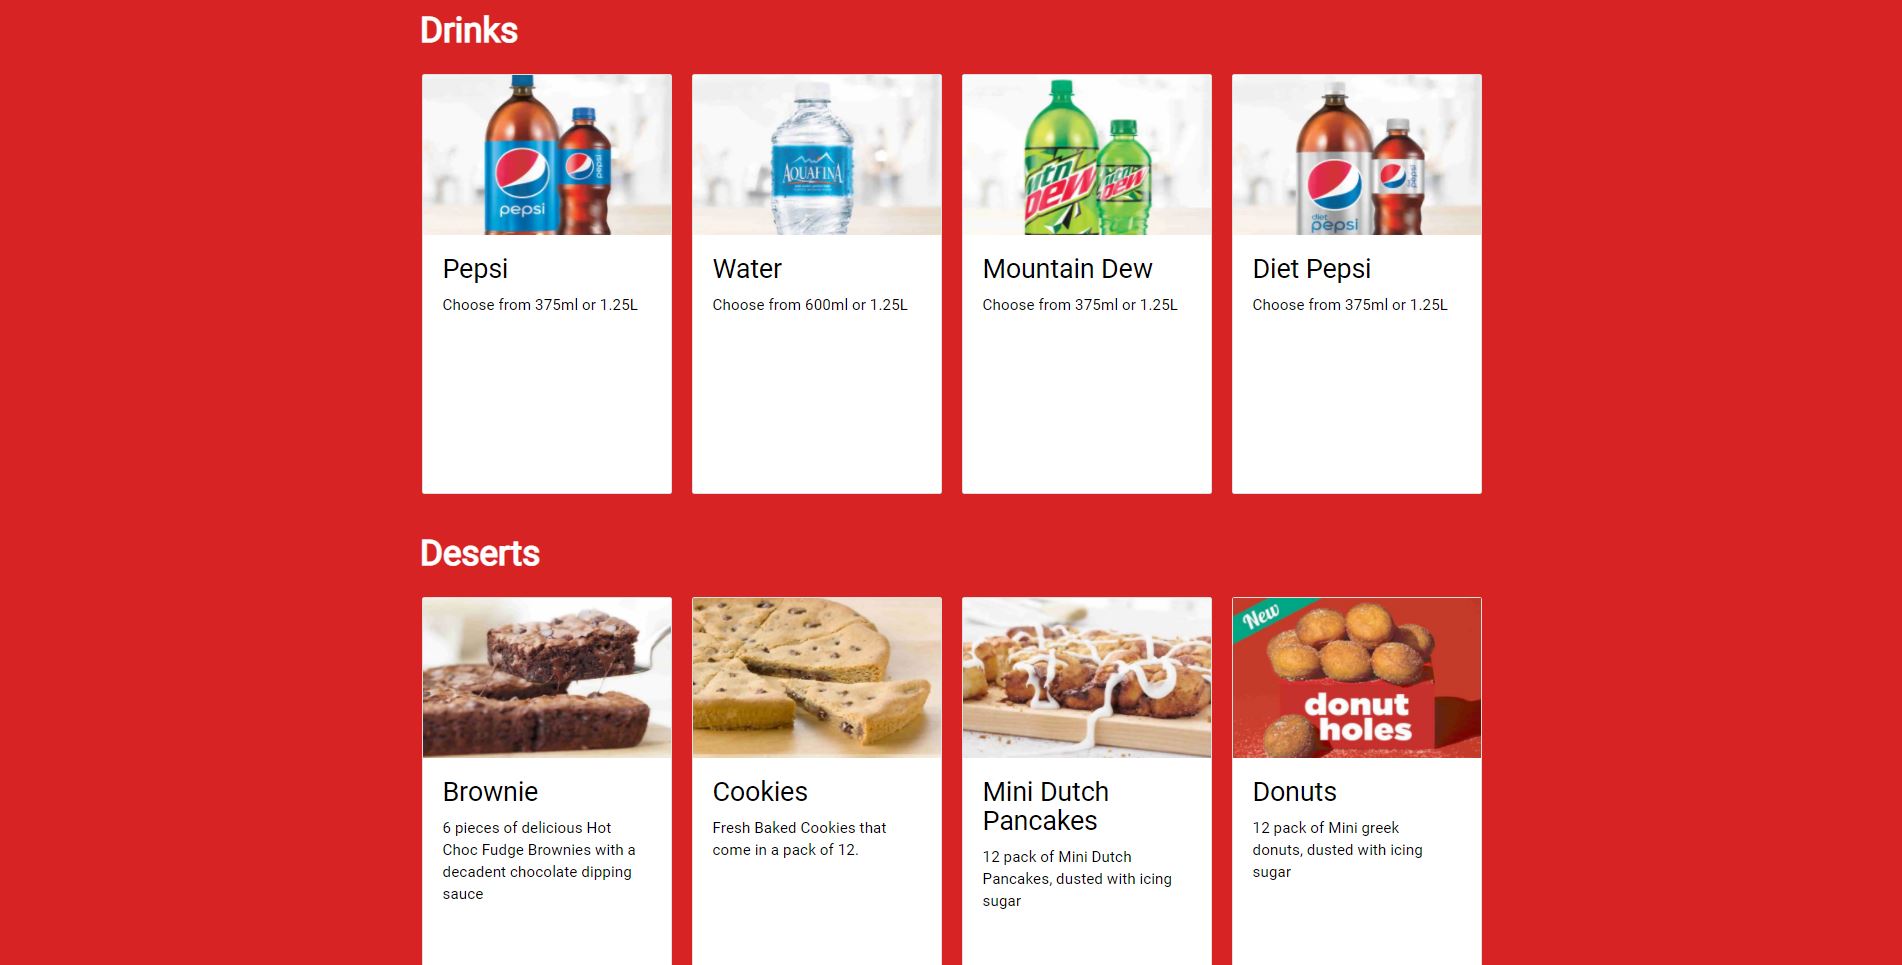 Drinks
pepsi
pepsi
AQUAFINA
mtn
DEW
mtn
DEW
diet
pepsi
Pepsi
Choose from 375ml or 1.25L
Water
Choose from 600ml or 1.25L
Mountain Dew
Choose from 375ml or 1.25L
Diet Pepsi
Choose from 375ml or 1.25L
Deserts
New
donut
holes
Brownie
6 pieces of delicious Hot
Choc Fudge Brownies with a
decadent chocolate dipping
sauce
Cookies
Fresh Baked Cookies that
come in a pack of 12.
Mini Dutch
Pancakes
12 pack of Mini Dutch
Pancakes, dusted with icing
sugar
Donuts
12 pack of Mini greek
donuts, dusted with icing
sugar